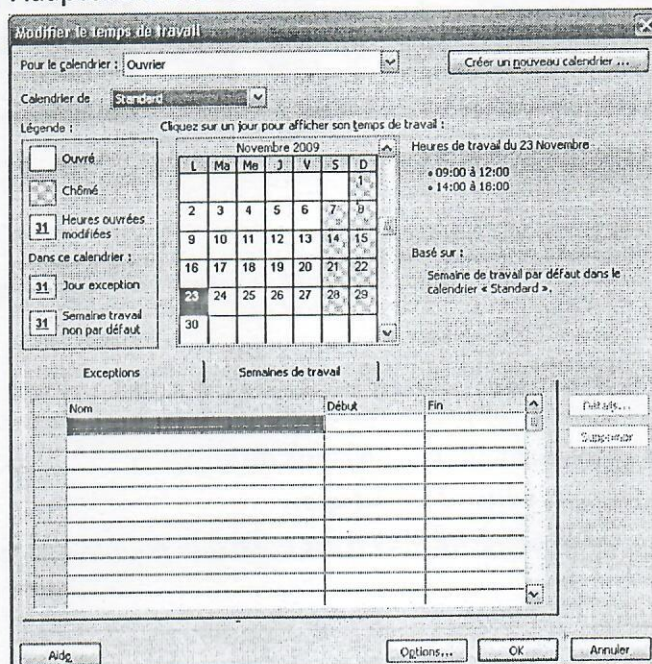 Modifier le temps de travail
Pour le calendrier : Ouvrier
Créer un nouveau calendrier ...
Calendrier de Standard
Légende :
Cliquez sur un jour pour afficher son temps de travail :
Ouvré
Chômé
31 Heures ouvrées
modifiées
Dans ce calendrier :
31 Jour exception
31 Semaine travail
non par défaut
Novembre 2009
L Ma Me J V S D
1
2 3 4 5 6 7 8
9 10 11 12 13 14 15
16 17 18 19 20 21 22
23 24 25 26 27 28 29
30
Heures de travail du 23 Novembre
• 09:00 à 12:00
• 14:00 à 18:00
Basé sur :
Semaine de travail par défaut dans le
calendrier « Standard ».
Exceptions
Semaines de travail
Nom Début Fin
Détails...
Supprimer
Aide
Options...
OK
Annuler